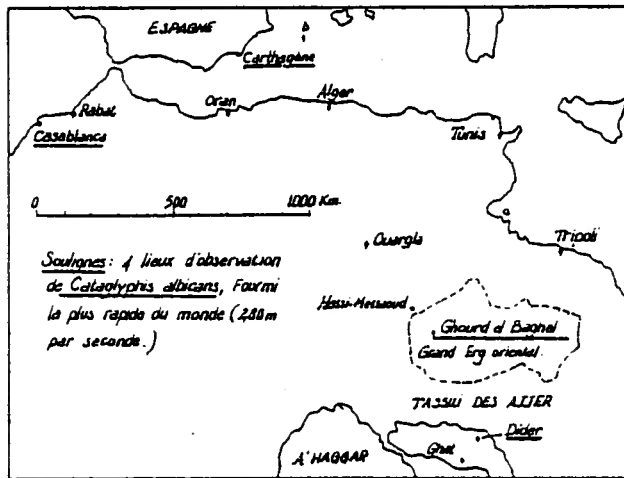 ESPAGNE
Carthagène
Alger
Oran
Rabat
Casablanca
Tunis
0 500 1000 Km.
Ouargla
Tripoli
Soulignes: 4 lieux d'observation
de Cataglyphis albicans, Fourmi
la plus rapide du monde (2,88m
par seconde.)
Hassi-Messaoud
Ghourd el Baghel
Grand Erg oriental.
TASSILI DES AJJER
Dider
Ghat
A'HAGGAR